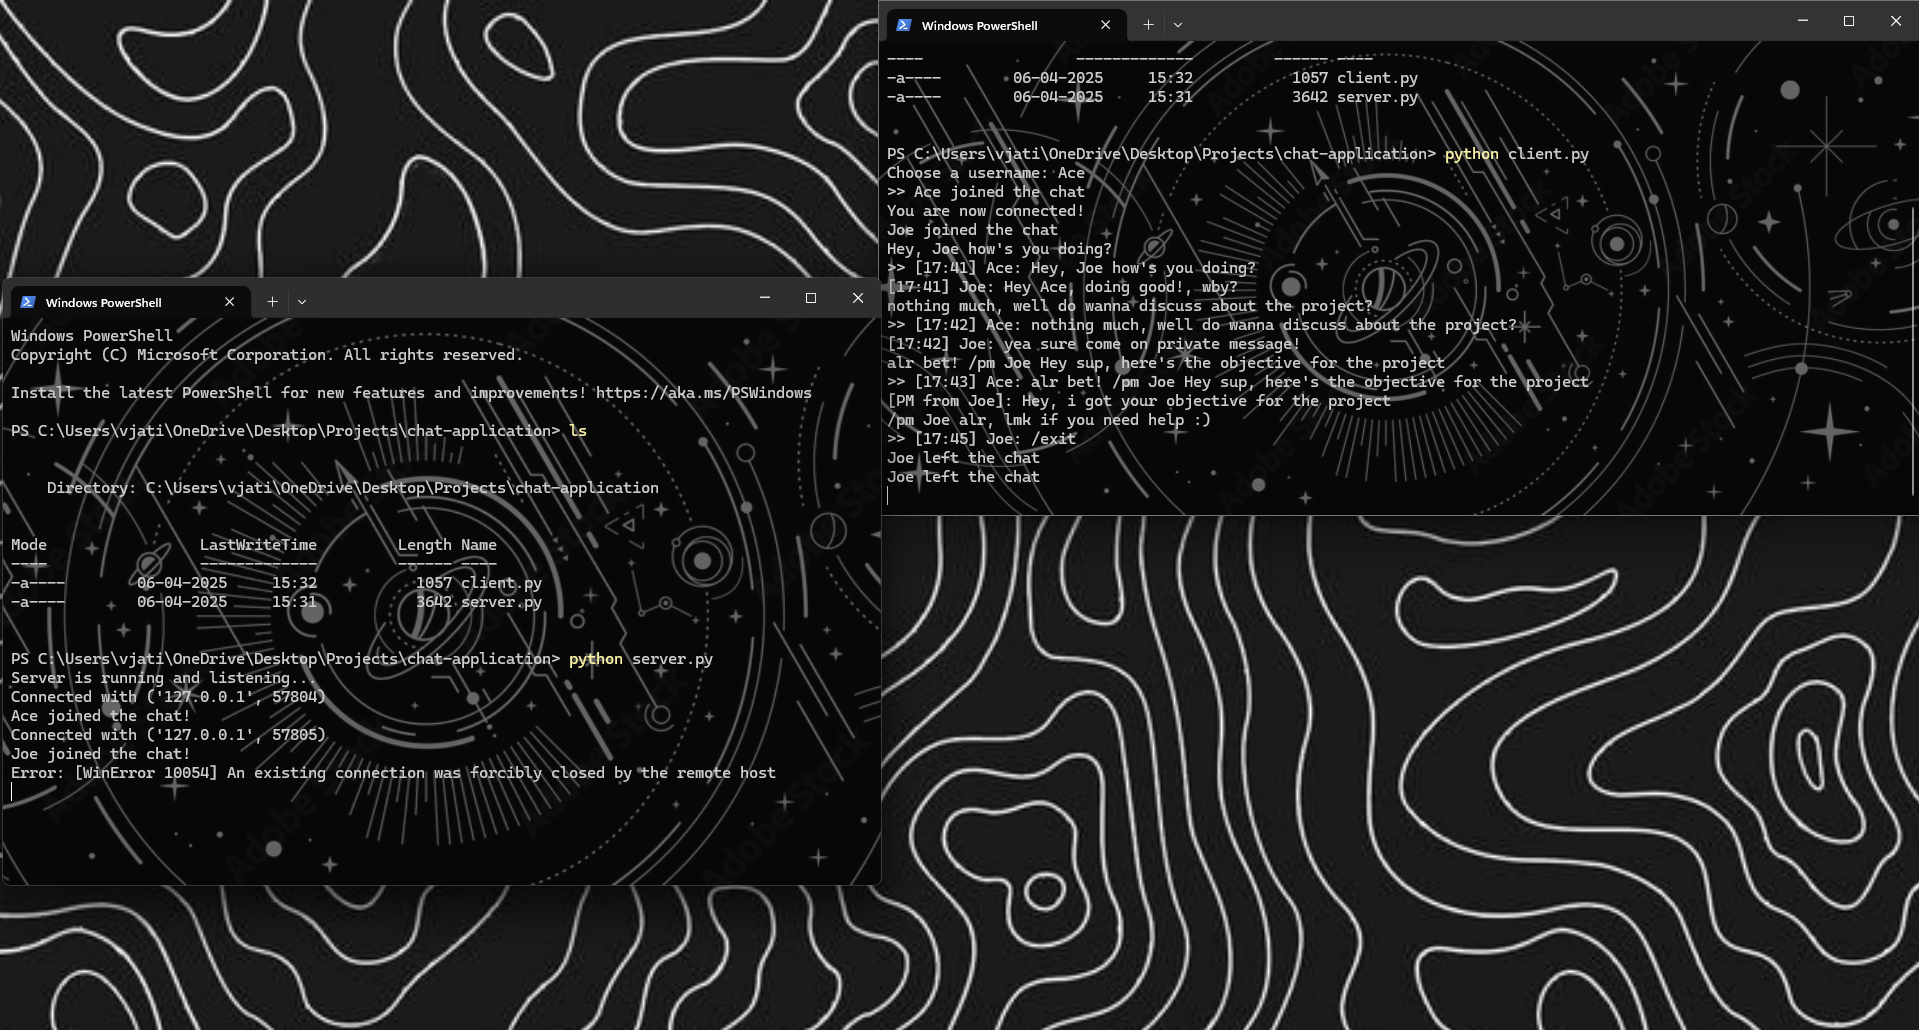 Windows PowerShell
Windows PowerShell
Copyright (C) Microsoft Corporation. All rights reserved.
Install the latest PowerShell for new features and improvements! https://aka.ms/PSWindows
PS C:\Users\vjati\OneDrive\Desktop\Projects\chat-application> ls
Directory: C:\Users\vjati\OneDrive\Desktop\Projects\chat-application
Mode LastWriteTime Length Name
---- ------------- ------ ----
-a---- 06-04-2025 15:32 1057 client.py
-a---- 06-04-2025 15:31 3642 server.py
PS C:\Users\vjati\OneDrive\Desktop\Projects\chat-application> python server.py
Server is running and listening...
Connected with ('127.0.0.1', 57804)
Ace joined the chat!
Connected with ('127.0.0.1', 57805)
Joe joined the chat!
Error: [WinError 10054] An existing connection was forcibly closed by the remote host
Windows PowerShell
---- ------------- ------ ----
-a---- 06-04-2025 15:32 1057 client.py
-a---- 06-04-2025 15:31 3642 server.py
PS C:\Users\vjati\OneDrive\Desktop\Projects\chat-application> python client.py
Choose a username: Ace
>> Ace joined the chat
You are now connected!
Joe joined the chat
Hey, Joe how's you doing?
>> [17:41] Ace: Hey, Joe how's you doing?
[17:41] Joe: Hey Ace, doing good!, wby?
nothing much, well do wanna discuss about the project?
>> [17:42] Ace: nothing much, well do wanna discuss about the project?
[17:42] Joe: yea sure come on private message!
alr bet! /pm Joe Hey sup, here's the objective for the project
>> [17:43] Ace: alr bet! /pm Joe Hey sup, here's the objective for the project
[PM from Joe]: Hey, i got your objective for the project
/pm Joe alr, lmk if you need help :)
>> [17:45] Joe: /exit
Joe left the chat
Joe left the chat